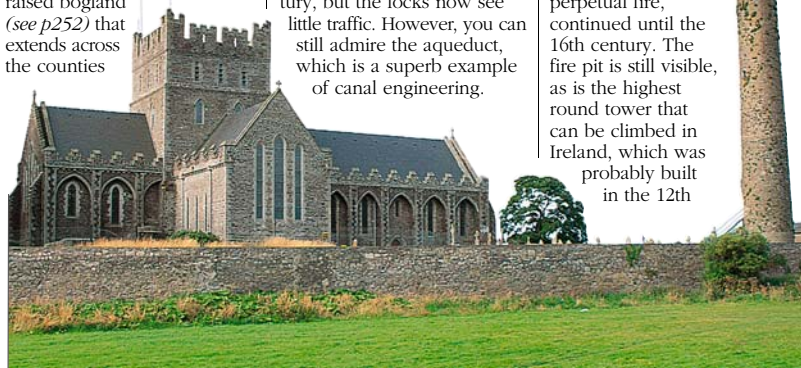 raised bogland
(see p252) that
extends across
the counties
tury, but the locks now see
little traffic. However, you can
still admire the aqueduct,
which is a superb example
of canal engineering.
perpetual fire,
continued until the
16th century. The
fire pit is still visible,
as is the highest
round tower that
can be climbed in
Ireland, which was
probably built
in the 12th